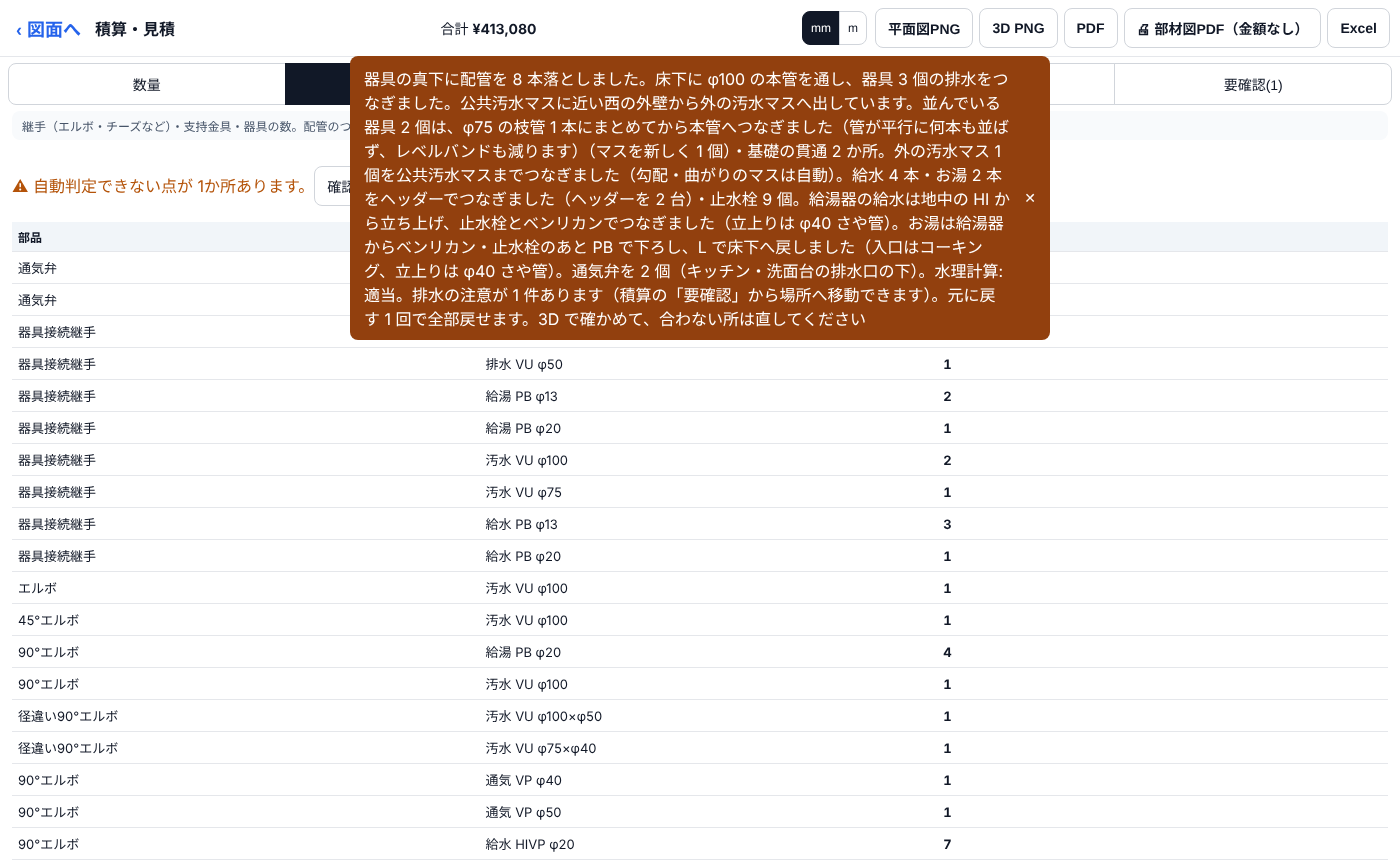 ‹ 図面へ 積算・見積 合計 ¥413,080 mm m 平面図PNG 3D PNG PDF 🖨 部材図PDF（金額なし） Excel
数量 要確認(1)
継手（エルボ・チーズなど）・支持金具・器具の数。配管のつ
⚠ 自動判定できない点が 1か所あります。 確認
器具の真下に配管を 8 本落としました。床下に φ100 の本管を通し、器具 3 個の排水をつ
なぎました。公共汚水マスに近い西の外壁から外の汚水マスへ出しています。並んでいる
器具 2 個は、φ75 の枝管 1 本にまとめてから本管へつなぎました（管が平行に何本も並ば
ず、レベルバンドも減ります）（マスを新しく 1 個）・基礎の貫通 2 か所。外の汚水マス 1
個を公共汚水マスまでつなぎました（勾配・曲がりのマスは自動）。給水 4 本・お湯 2 本
をヘッダーでつなぎました（ヘッダーを 2 台）・止水栓 9 個。給湯器の給水は地中の HI か
ら立ち上げ、止水栓とベンリカンでつなぎました（立上りは φ40 さや管）。お湯は給湯器
からベンリカン・止水栓のあと PB で下ろし、L で床下へ戻しました（入口はコーキン
グ、立上りは φ40 さや管）。通気弁を 2 個（キッチン・洗面台の排水口の下）。水理計算:
適当。排水の注意が 1 件あります（積算の「要確認」から場所へ移動できます）。元に戻
す 1 回で全部戻せます。3D で確かめて、合わない所は直してください
×
部品
通気弁
通気弁
器具接続継手
器具接続継手 排水 VU φ50 1
器具接続継手 給湯 PB φ13 2
器具接続継手 給湯 PB φ20 1
器具接続継手 汚水 VU φ100 2
器具接続継手 汚水 VU φ75 1
器具接続継手 給水 PB φ13 3
器具接続継手 給水 PB φ20 1
エルボ 汚水 VU φ100 1
45°エルボ 汚水 VU φ100 1
90°エルボ 給湯 PB φ20 4
90°エルボ 汚水 VU φ100 1
径違い90°エルボ 汚水 VU φ100×φ50 1
径違い90°エルボ 汚水 VU φ75×φ40 1
90°エルボ 通気 VP φ40 1
90°エルボ 通気 VP φ50 1
90°エルボ 給水 HIVP φ20 7